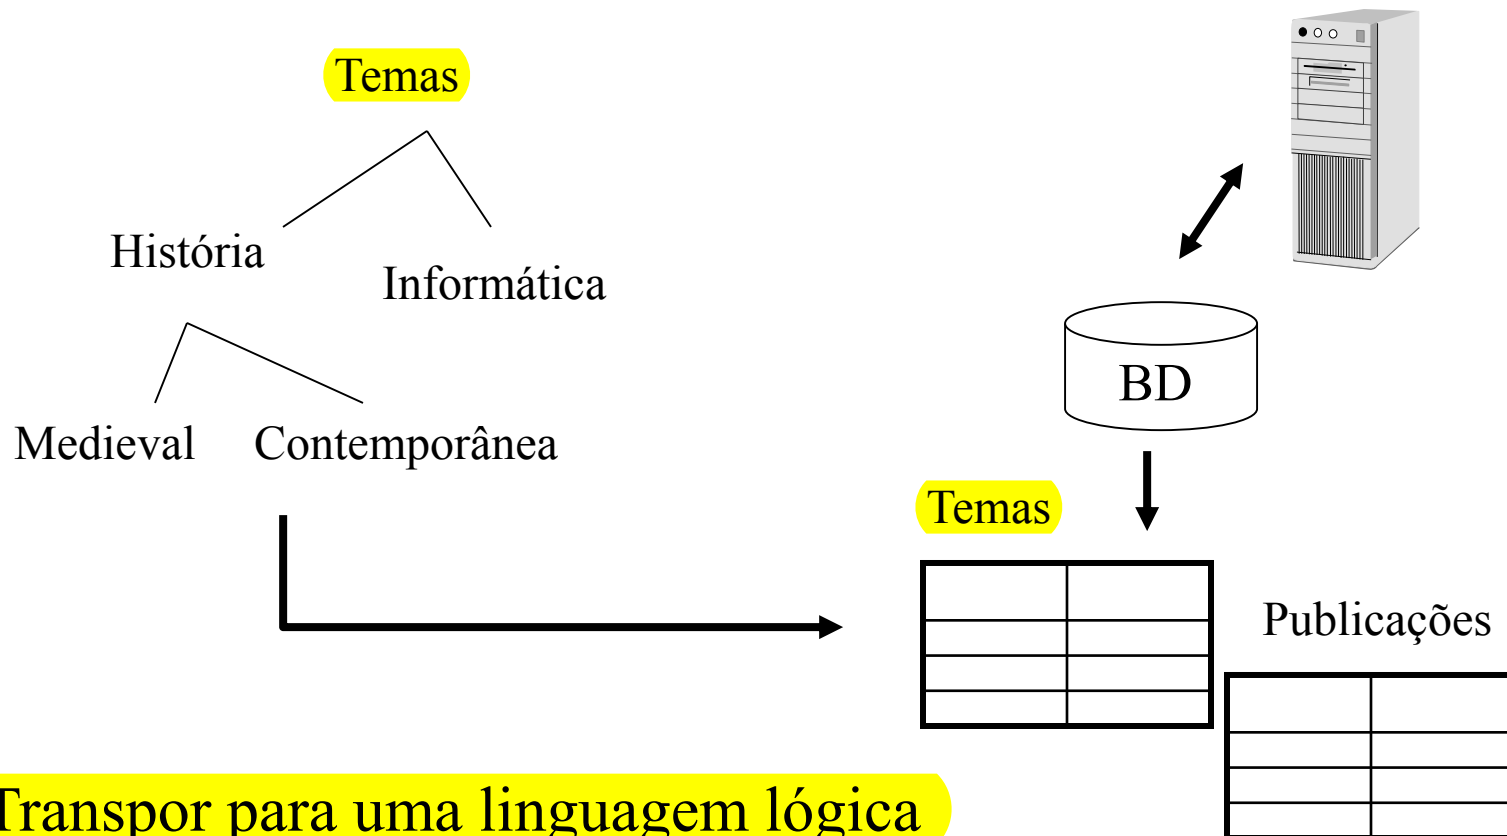 Temas
História
Informática
Medieval Contemporânea
BD
Temas
Publicações
Transpor para uma linguagem lógica